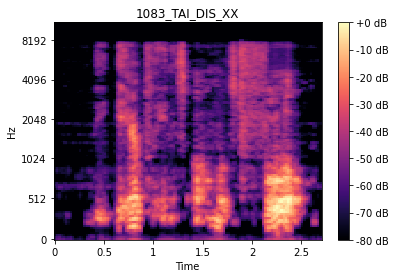 1083_TAI_DIS_XX
8192
4096
2048
1024
512
0
Hz
0 0.5 1 1.5 2 2.5
Time
+0 dB
-10 dB
-20 dB
-30 dB
-40 dB
-50 dB
-60 dB
-70 dB
-80 dB